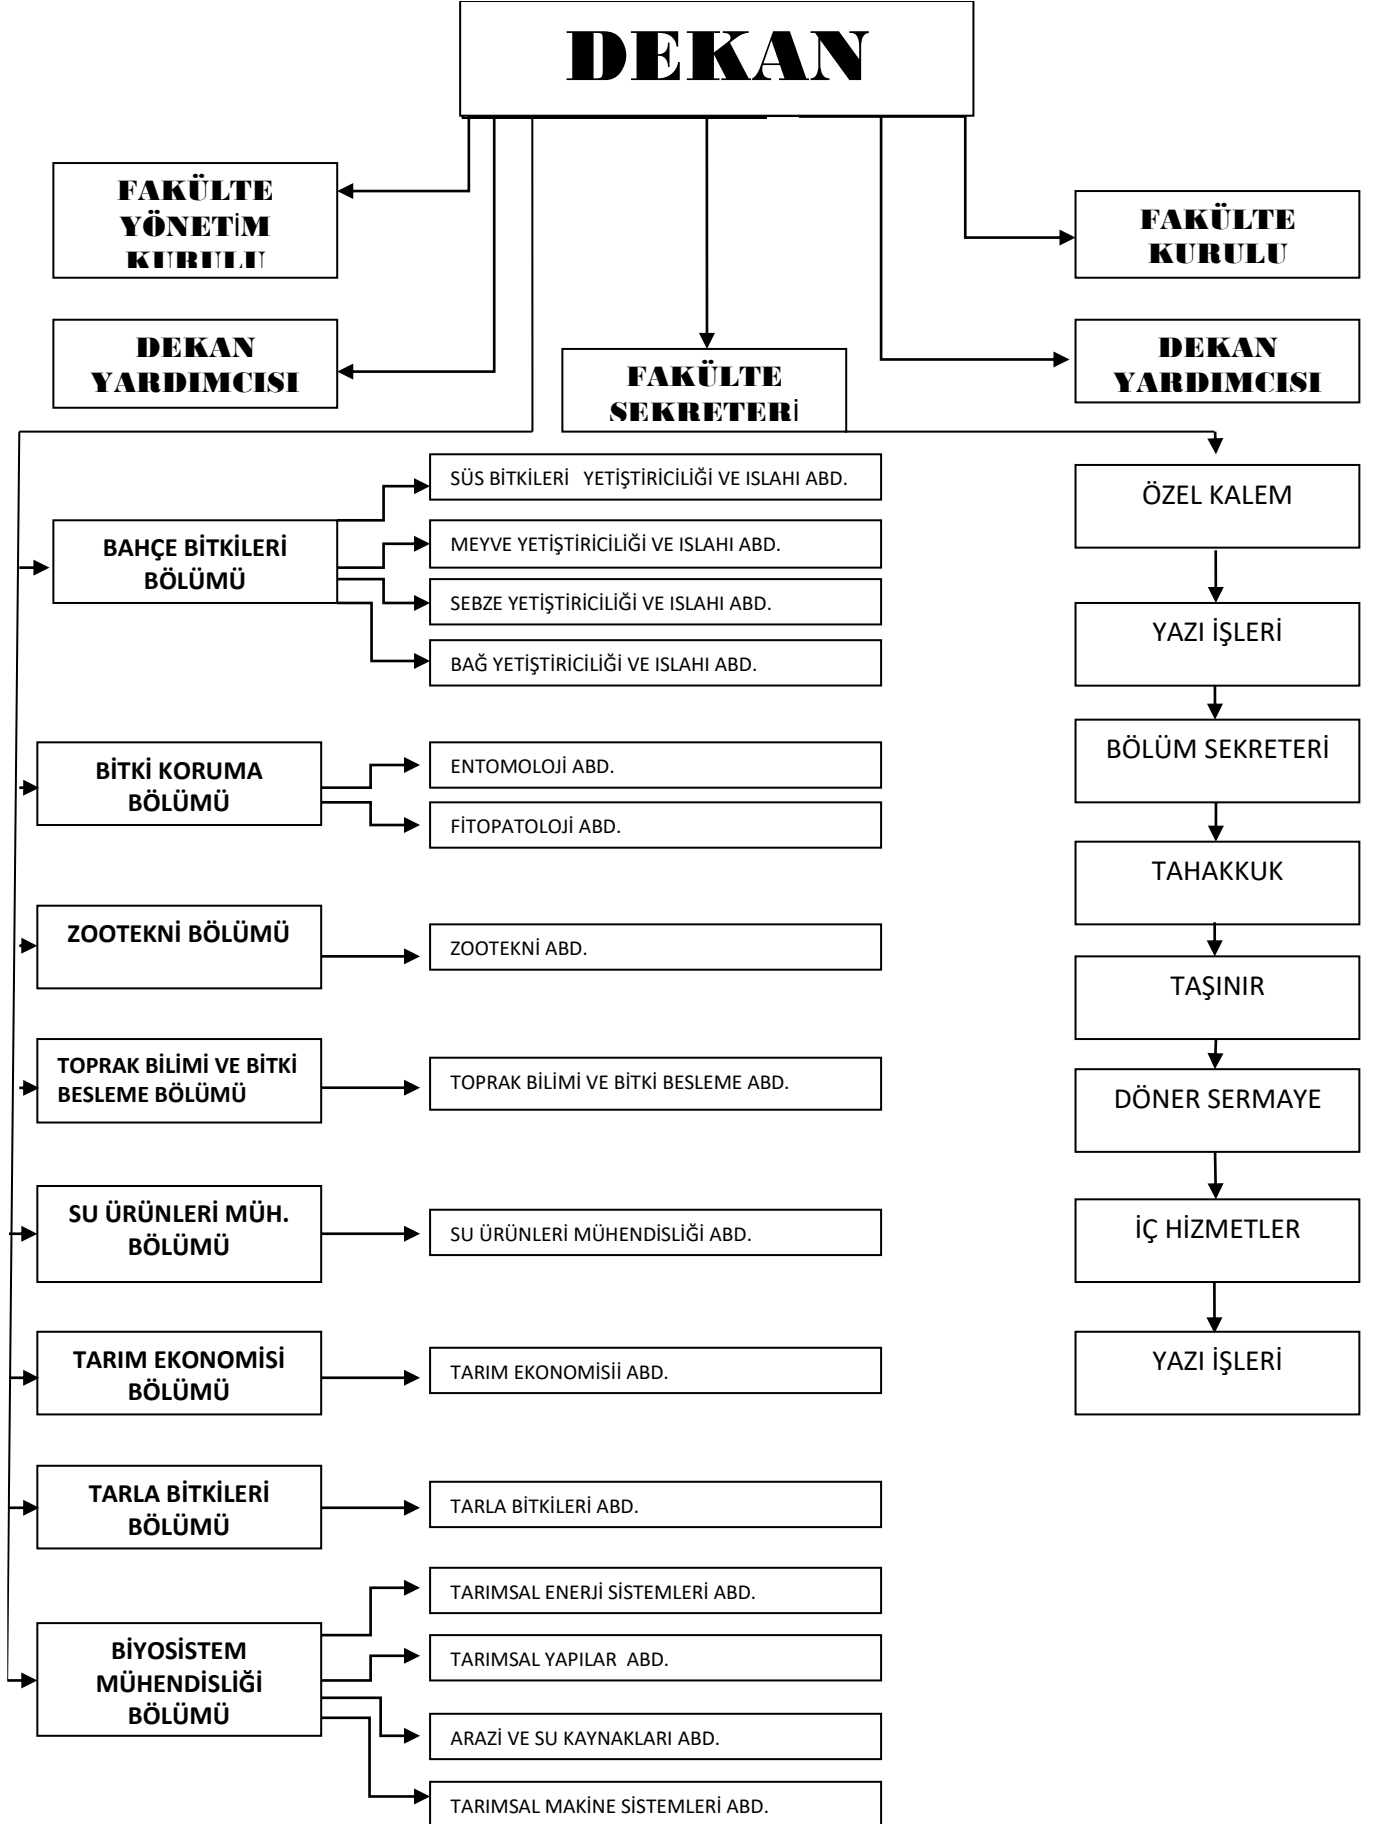 DEKAN
FAKÜLTE
YÖNETİM
KURULU
FAKÜLTE
KURULU
DEKAN
YARDIMCISI
FAKÜLTE
SEKRETERİ
DEKAN
YARDIMCISI
BAHÇE BİTKİLERİ
BÖLÜMÜ
SÜS BİTKİLERİ   YETİŞTİRİCİLİĞİ VE ISLAHI ABD.
MEYVE YETİŞTİRİCİLİĞİ VE ISLAHI ABD.
SEBZE YETİŞTİRİCİLİĞİ VE ISLAHI ABD.
BAĞ YETİŞTİRİCİLİĞİ VE ISLAHI ABD.
BİTKİ KORUMA
BÖLÜMÜ
ENTOMOLOJİ ABD.
FİTOPATOLOJİ ABD.
ZOOTEKNİ BÖLÜMÜ
ZOOTEKNİ ABD.
TOPRAK BİLİMİ VE BİTKİ
BESLEME BÖLÜMÜ
TOPRAK BİLİMİ VE BİTKİ BESLEME ABD.
SU ÜRÜNLERİ MÜH.
BÖLÜMÜ
SU ÜRÜNLERİ MÜHENDİSLİĞİ ABD.
TARIM EKONOMİSİ
BÖLÜMÜ
TARIM EKONOMİSİİ ABD.
TARLA BİTKİLERİ
BÖLÜMÜ
TARLA BİTKİLERİ ABD.
BİYOSİSTEM
MÜHENDİSLİĞİ
BÖLÜMÜ
TARIMSAL ENERJİ SİSTEMLERİ ABD.
TARIMSAL YAPILAR  ABD.
ARAZİ VE SU KAYNAKLARI ABD.
TARIMSAL MAKİNE SİSTEMLERİ ABD.
ÖZEL KALEM
YAZI İŞLERİ
BÖLÜM SEKRETERİ
TAHAKKUK
TAŞINIR
DÖNER SERMAYE
İÇ HİZMETLER
YAZI İŞLERİ